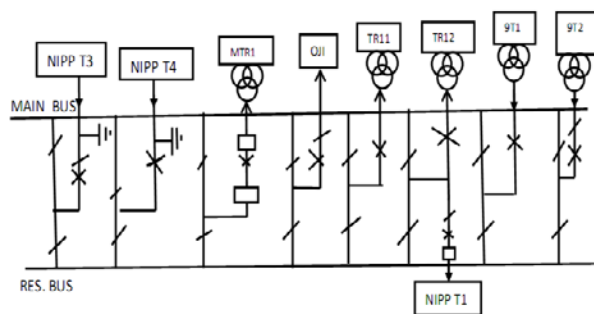 NIPP T3
NIPP T4
MTR1
OJI
TR11
TR12
9T1
9T2
MAIN BUS
RES. BUS
NIPP T1